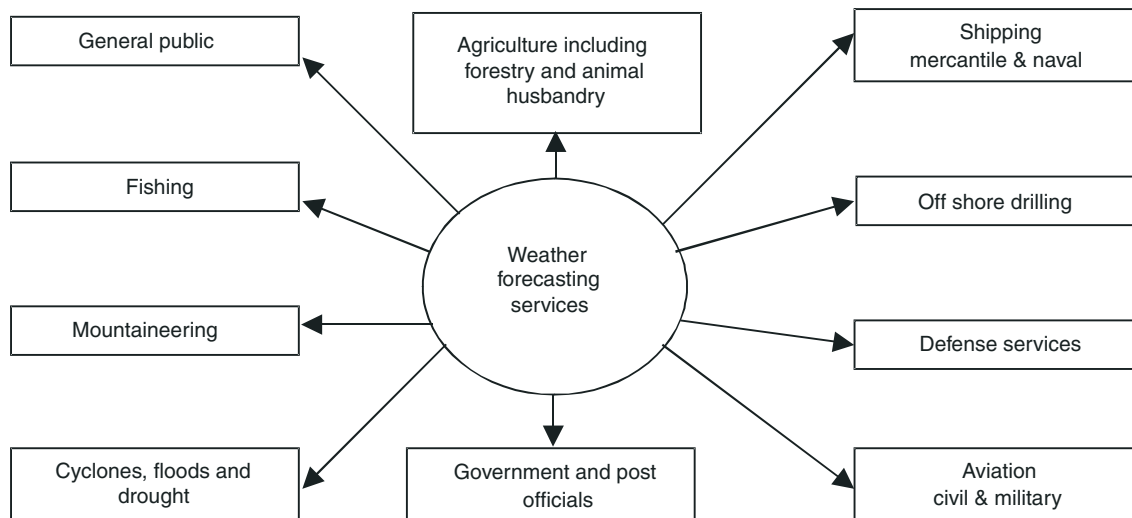 General public
Agriculture including
forestry and animal
husbandry
Shipping
mercantile & naval
Fishing
Off shore drilling
Weather
forecasting
services
Mountaineering
Defense services
Cyclones, floods and
drought
Government and post
officials
Aviation
civil & military